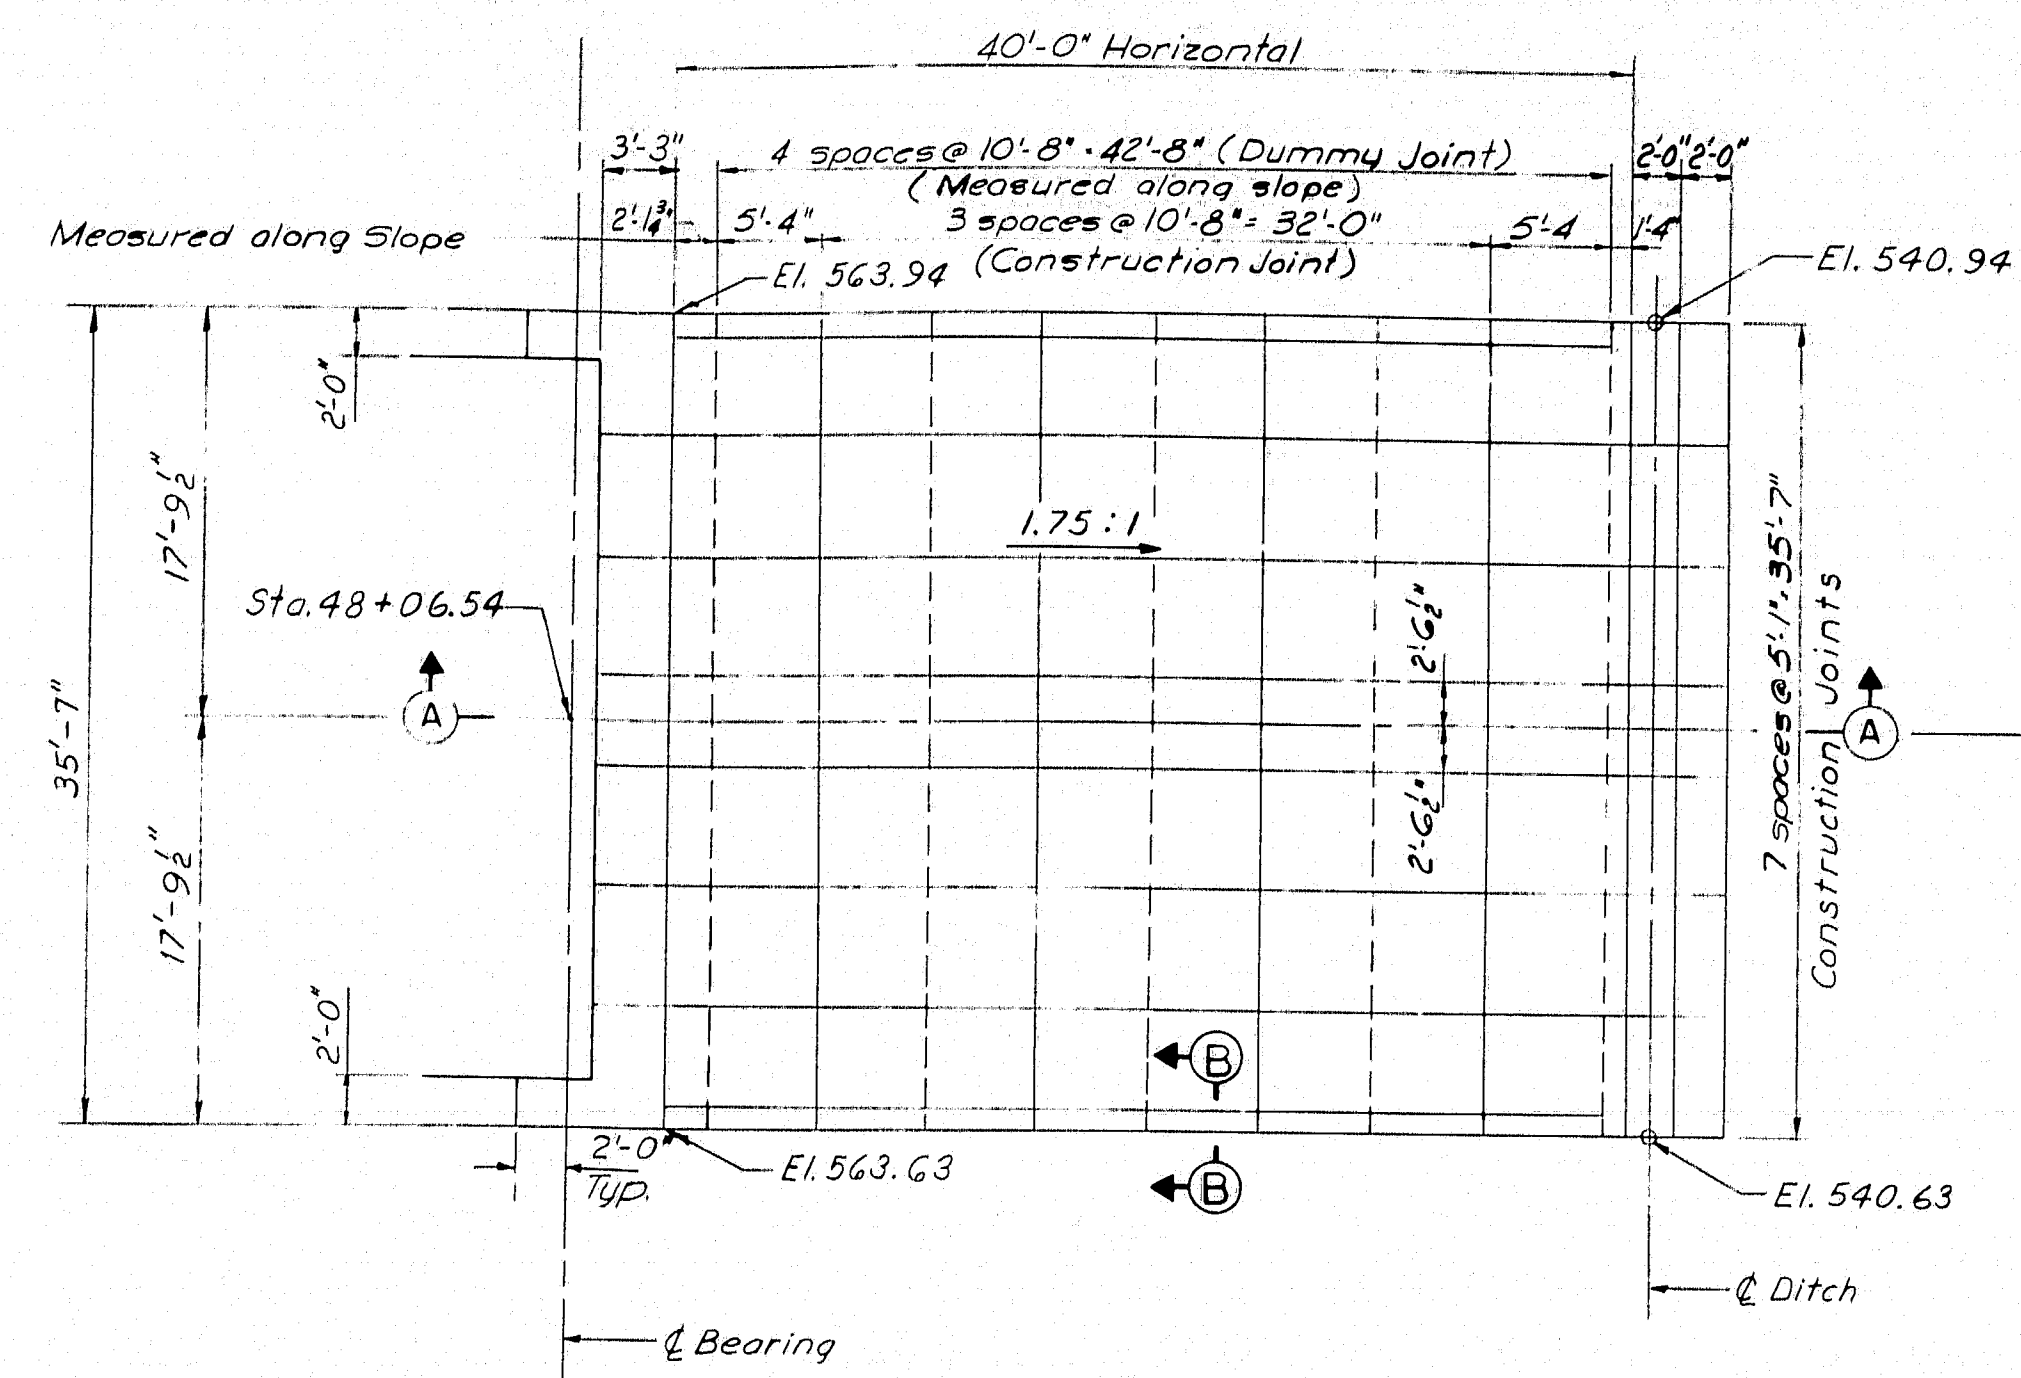 40'-0" Horizontal
3'-3"
4 spaces @ 10'-8" = 42'-8" (Dummy Joint)
2'-0" 2'-0"
(Measured along slope)
Measured along Slope
2'-1¾"
5'-4"
3 spaces @ 10'-8" = 32'-0"
5'-4
1'-4"
(Construction Joint)
El. 563.94
El. 540.94
2'-0"
17'-9½"
1.75 : 1
Sta. 48+06.54
2'-6½"
7 spaces @ 5'-1" = 35'-7"
Construction Joints
A
A
35'-7"
2'-6½"
17'-9½"
2'-0"
B
B
2'-0"
Typ.
El. 563.63
El. 540.63
℄ Ditch
℄ Bearing